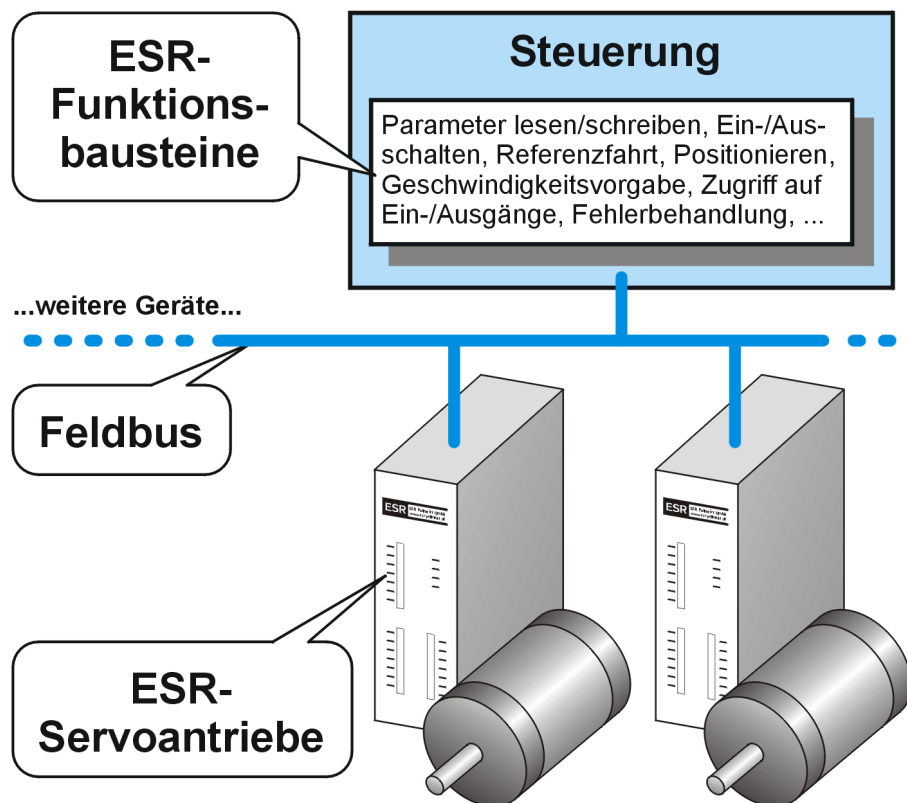 ESR-
Funktions-
bausteine
Steuerung
Parameter lesen/schreiben, Ein-/Aus-
schalten, Referenzfahrt, Positionieren,
Geschwindigkeitsvorgabe, Zugriff auf
Ein-/Ausgänge, Fehlerbehandlung, ...
...weitere Geräte...
Feldbus
ESR
ESR
ESR-
Servoantriebe